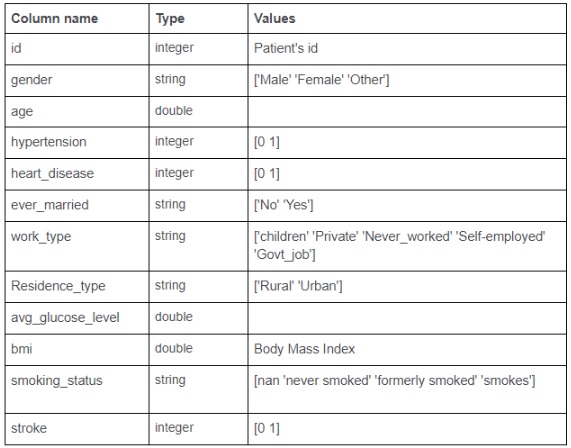 Column name Type Values
id integer Patient's id
gender string ['Male' 'Female' 'Other']
age double
hypertension integer [0 1]
heart_disease integer [0 1]
ever_married string ['No' 'Yes']
work_type string ['children' 'Private' 'Never_worked' 'Self-employed'
'Govt_job']
Residence_type string ['Rural' 'Urban']
avg_glucose_level double
bmi double Body Mass Index
smoking_status string [nan 'never smoked' 'formerly smoked' 'smokes']
stroke integer [0 1]